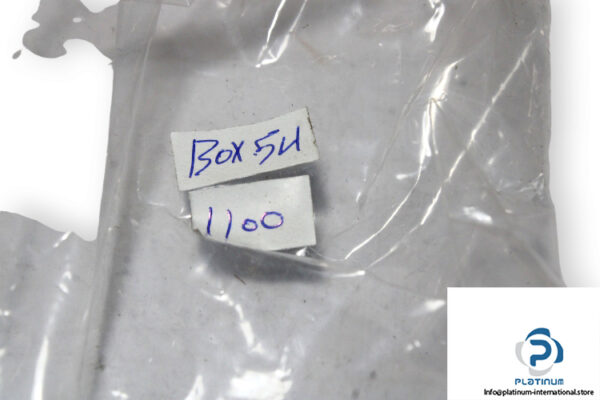 BOX 54
1100
PLATINUM
Info@platinum-international.store